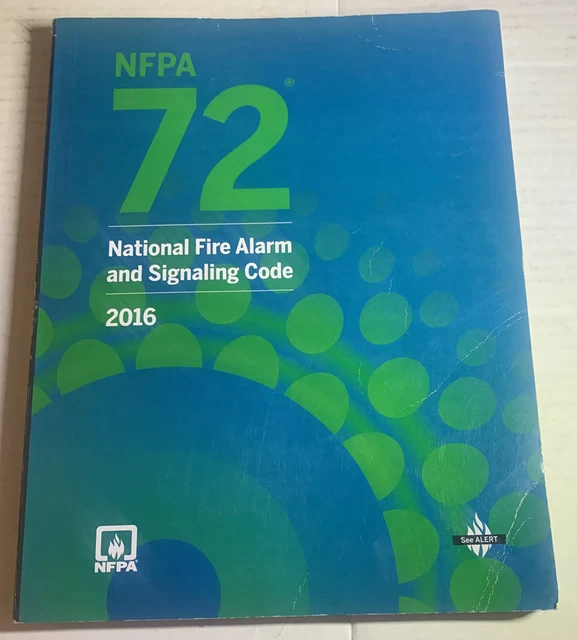 NFPA
72®
National Fire Alarm
and Signaling Code
2016
NFPA
See ALERT